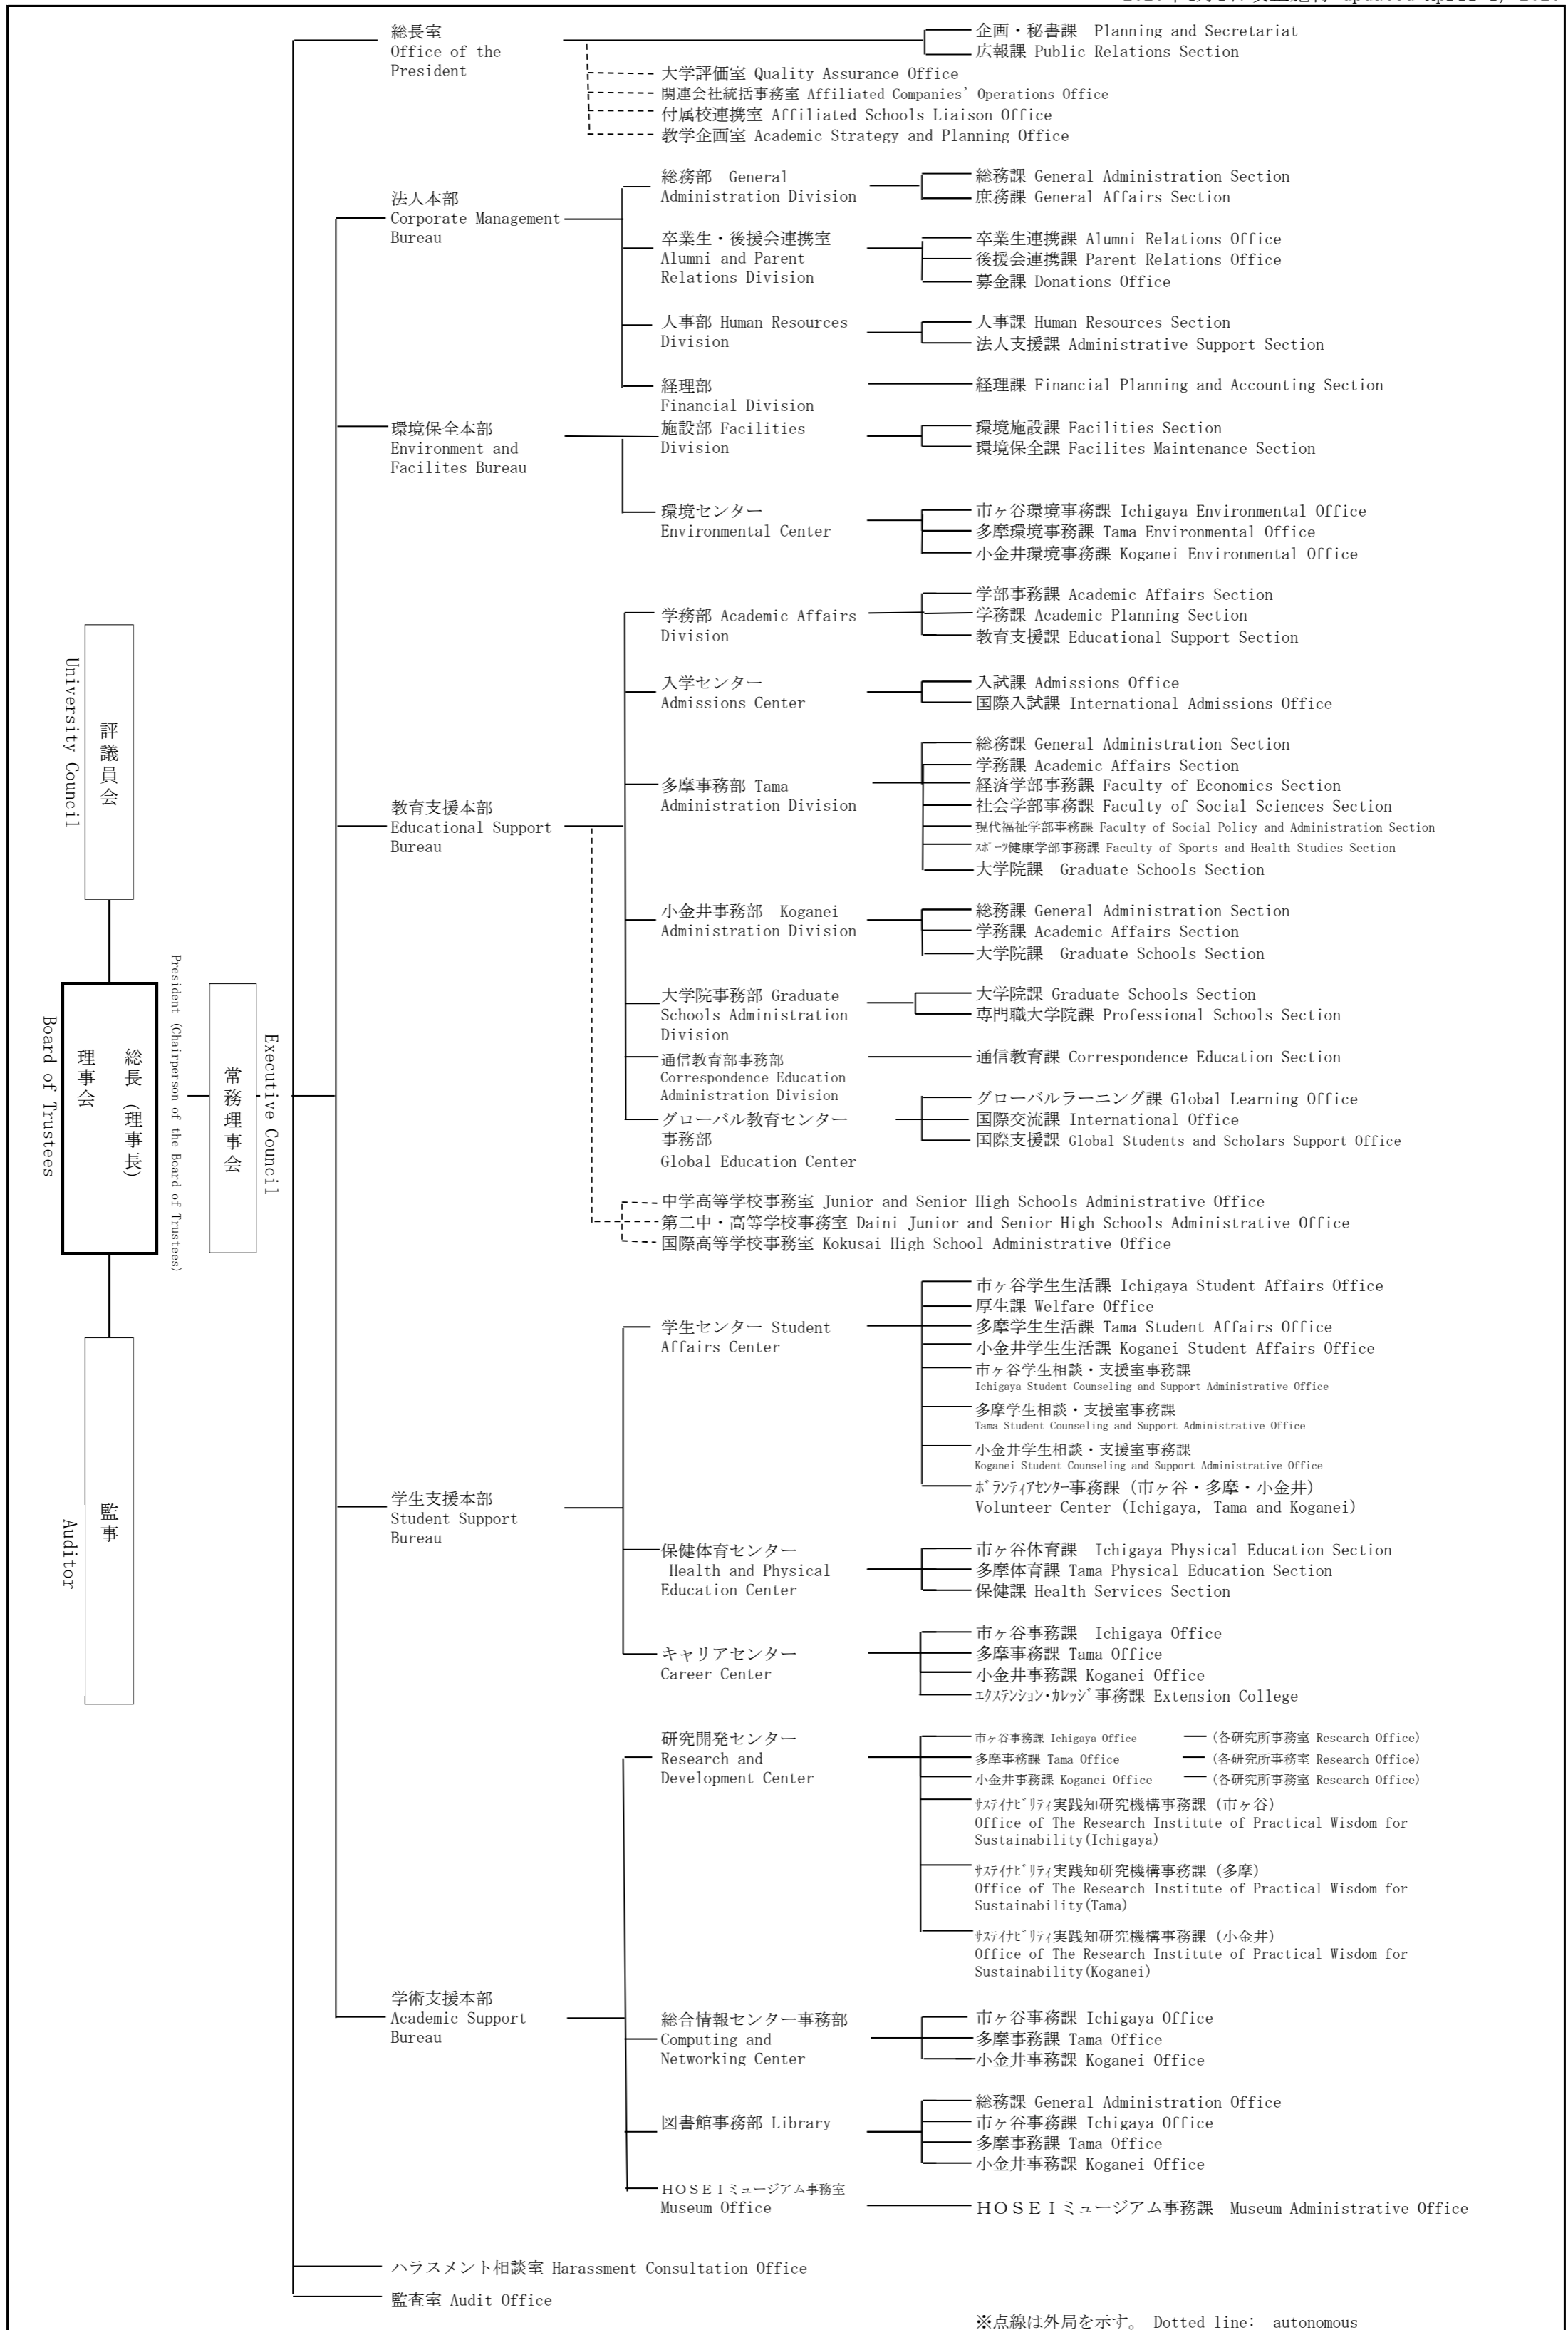 総長室
Office of the
President
企画・秘書課　Planning and Secretariat
広報課 Public Relations Section
大学評価室 Quality Assurance Office
関連会社統括事務室 Affiliated Companies’ Operations Office
付属校連携室 Affiliated Schools Liaison Office
教学企画室 Academic Strategy and Planning Office
法人本部
Corporate Management
Bureau
総務部　General
Administration Division
総務課 General Administration Section
庶務課 General Affairs Section
卒業生・後援会連携室
Alumni and Parent
Relations Division
卒業生連携課 Alumni Relations Office
後援会連携課 Parent Relations Office
募金課 Donations Office
人事部 Human Resources
Division
人事課 Human Resources Section
法人支援課 Administrative Support Section
経理部
Financial Division
経理課 Financial Planning and Accounting Section
環境保全本部
Environment and
Facilites Bureau
施設部 Facilities
Division
環境施設課 Facilities Section
環境保全課 Facilites Maintenance Section
環境センター
Environmental Center
市ヶ谷環境事務課 Ichigaya Environmental Office
多摩環境事務課 Tama Environmental Office
小金井環境事務課 Koganei Environmental Office
評議員会
University Council
総長（理事長）
理事会
President (Chairperson of the Board of Trustees)
Board of Trustees
常務理事会
Executive Council
監事
Auditor
教育支援本部
Educational Support
Bureau
学務部 Academic Affairs
Division
学部事務課 Academic Affairs Section
学務課 Academic Planning Section
教育支援課 Educational Support Section
入学センター
Admissions Center
入試課 Admissions Office
国際入試課 International Admissions Office
多摩事務部 Tama
Administration Division
総務課 General Administration Section
学務課 Academic Affairs Section
経済学部事務課 Faculty of Economics Section
社会学部事務課 Faculty of Social Sciences Section
現代福祉学部事務課 Faculty of Social Policy and Administration Section
ｽﾎﾟｰﾂ健康学部事務課 Faculty of Sports and Health Studies Section
大学院課　Graduate Schools Section
小金井事務部　Koganei
Administration Division
総務課 General Administration Section
学務課 Academic Affairs Section
大学院課　Graduate Schools Section
大学院事務部 Graduate
Schools Administration
Division
大学院課 Graduate Schools Section
専門職大学院課 Professional Schools Section
通信教育部事務部
Correspondence Education
Administration Division
通信教育課 Correspondence Education Section
グローバル教育センター
事務部
Global Education Center
グローバルラーニング課 Global Learning Office
国際交流課 International Office
国際支援課 Global Students and Scholars Support Office
中学高等学校事務室 Junior and Senior High Schools Administrative Office
第二中・高等学校事務室 Daini Junior and Senior High Schools Administrative Office
国際高等学校事務室 Kokusai High School Administrative Office
学生支援本部
Student Support
Bureau
学生センター Student
Affairs Center
市ヶ谷学生生活課 Ichigaya Student Affairs Office
厚生課 Welfare Office
多摩学生生活課 Tama Student Affairs Office
小金井学生生活課 Koganei Student Affairs Office
市ヶ谷学生相談・支援室事務課
Ichigaya Student Counseling and Support Administrative Office
多摩学生相談・支援室事務課
Tama Student Counseling and Support Administrative Office
小金井学生相談・支援室事務課
Koganei Student Counseling and Support Administrative Office
ﾎﾞﾗﾝﾃｨｱｾﾝﾀｰ事務課（市ヶ谷・多摩・小金井）
Volunteer Center (Ichigaya, Tama and Koganei)
保健体育センター
Health and Physical
Education Center
市ヶ谷体育課　Ichigaya Physical Education Section
多摩体育課 Tama Physical Education Section
保健課 Health Services Section
キャリアセンター
Career Center
市ヶ谷事務課　Ichigaya Office
多摩事務課 Tama Office
小金井事務課 Koganei Office
ｴｸｽﾃﾝｼｮﾝ・ｶﾚｯｼﾞ事務課 Extension College
学術支援本部
Academic Support
Bureau
研究開発センター
Research and
Development Center
市ヶ谷事務課 Ichigaya Office (各研究所事務室 Research Office)
多摩事務課 Tama Office (各研究所事務室 Research Office)
小金井事務課 Koganei Office (各研究所事務室 Research Office)
ｻｽﾃｲﾅﾋﾞﾘﾃｨ実践知研究機構事務課（市ヶ谷）
Office of The Research Institute of Practical Wisdom for
Sustainability(Ichigaya)
ｻｽﾃｲﾅﾋﾞﾘﾃｨ実践知研究機構事務課（多摩）
Office of The Research Institute of Practical Wisdom for
Sustainability(Tama)
ｻｽﾃｲﾅﾋﾞﾘﾃｨ実践知研究機構事務課（小金井）
Office of The Research Institute of Practical Wisdom for
Sustainability(Koganei)
総合情報センター事務部
Computing and
Networking Center
市ヶ谷事務課 Ichigaya Office
多摩事務課 Tama Office
小金井事務課 Koganei Office
図書館事務部 Library
総務課 General Administration Office
市ヶ谷事務課 Ichigaya Office
多摩事務課 Tama Office
小金井事務課 Koganei Office
ＨＯＳＥＩミュージアム事務室
Museum Office
ＨＯＳＥＩミュージアム事務課　Museum Administrative Office
ハラスメント相談室 Harassment Consultation Office
監査室 Audit Office
※点線は外局を示す。 Dotted line:　autonomous